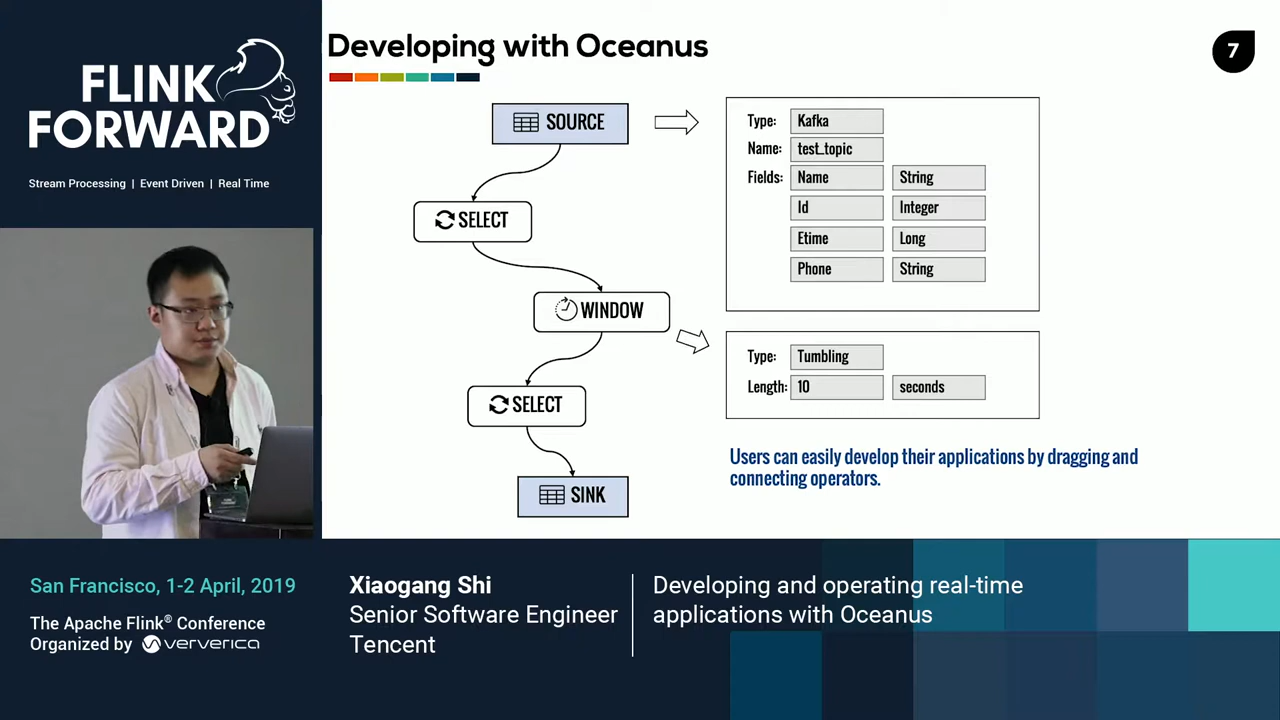 FLINK
FORWARD
Stream Processing | Event Driven | Real Time
Developing with Oceanus
7
SOURCE
SELECT
WINDOW
SELECT
SINK
Type: Kafka
Name: test_topic
Fields: Name String
Id Integer
Etime Long
Phone String
Type: Tumbling
Length: 10 seconds
Users can easily develop their applications by dragging and
connecting operators.
San Francisco, 1-2 April, 2019
The Apache Flink® Conference
Organized by ververica
Xiaogang Shi
Senior Software Engineer
Tencent
Developing and operating real-time
applications with Oceanus